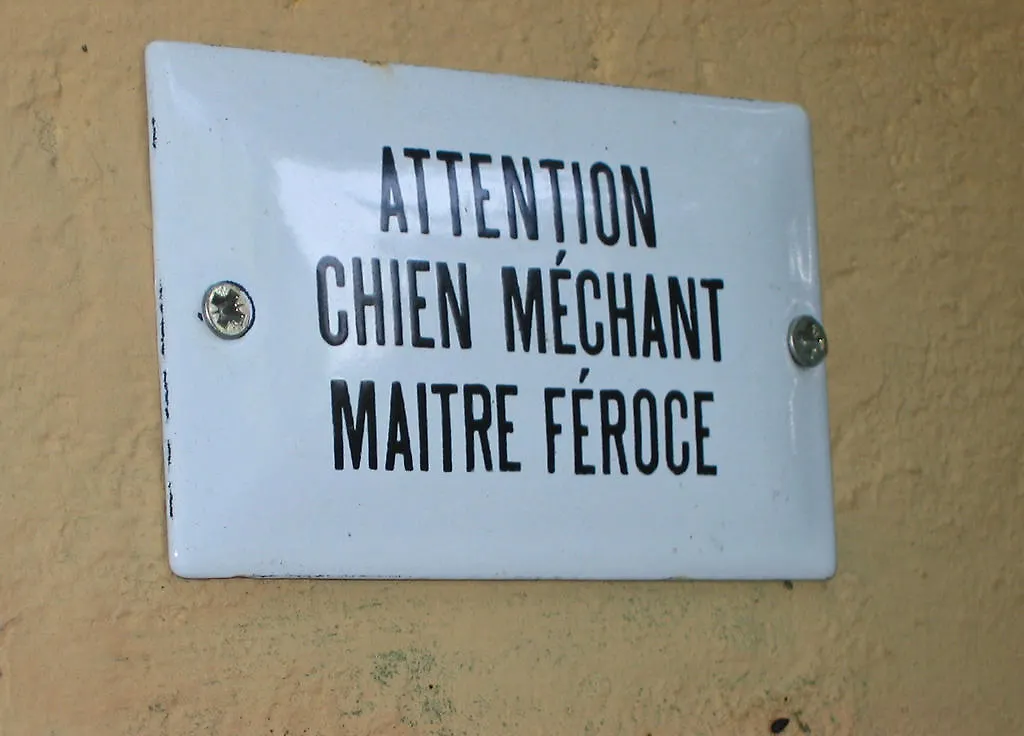 ATTENTION
CHIEN MÉCHANT
MAITRE FÉROCE